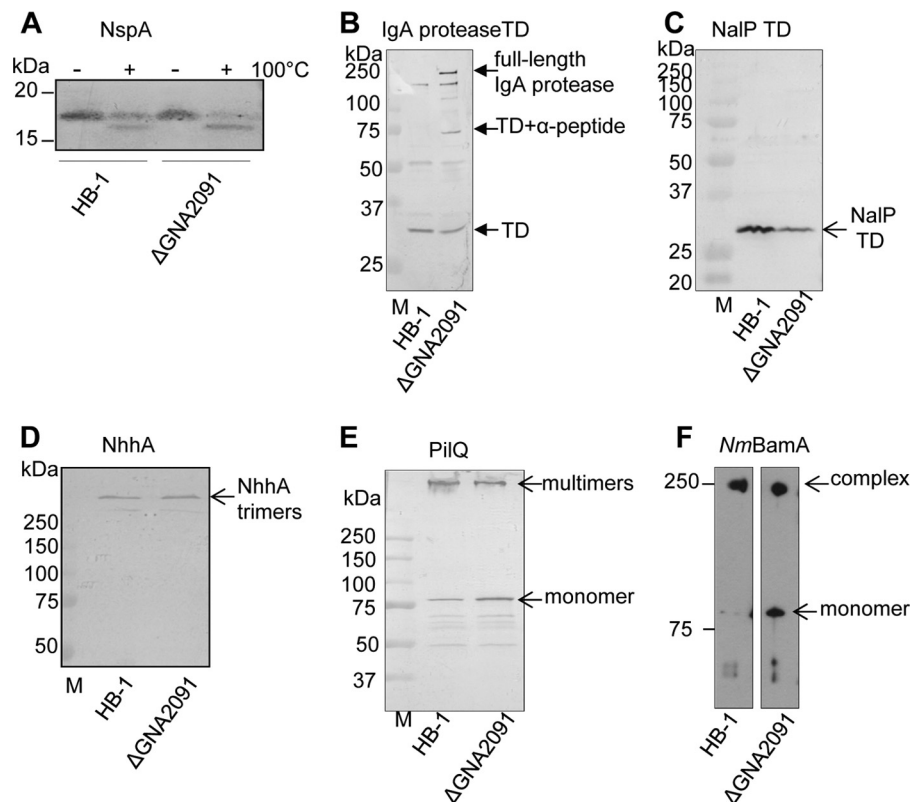 A
NspA
kDa
- + - + 100°C
20
15
HB-1
ΔGNA2091
B
IgA proteaseTD
kDa
250
150
100
75
50
37
25
full-length
IgA protease
TD+α-peptide
TD
M
HB-1
ΔGNA2091
C
NalP TD
kDa
250
150
100
75
50
37
25
20
NalP
TD
M
HB-1
ΔGNA2091
D
NhhA
kDa
250
150
100
75
50
NhhA
trimers
M
HB-1
ΔGNA2091
E
PilQ
kDa
250
150
100
75
50
37
multimers
monomer
M
HB-1
ΔGNA2091
F
NmBamA
250
75
complex
monomer
HB-1
ΔGNA2091